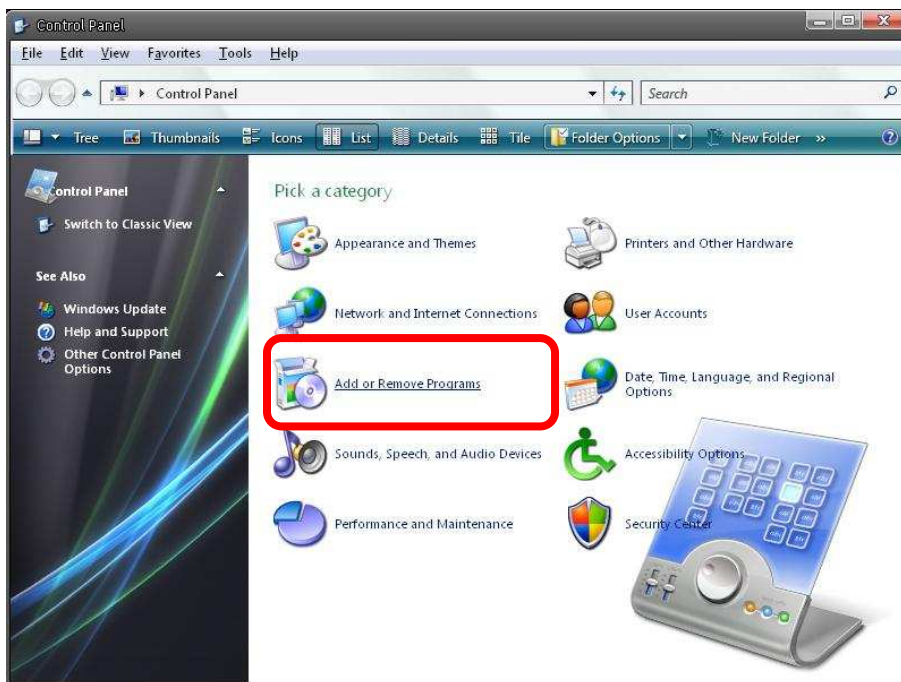 Control Panel
File Edit View Favorites Tools Help
Control Panel
Search
Tree Thumbnails Icons List Details Tile Folder Options New Folder »
Control Panel
Switch to Classic View
See Also
Windows Update
Help and Support
Other Control Panel
Options
Pick a category
Appearance and Themes
Printers and Other Hardware
Network and Internet Connections
User Accounts
Add or Remove Programs
Date, Time, Language, and Regional
Options
Sounds, Speech, and Audio Devices
Accessibility Options
Performance and Maintenance
Security Center